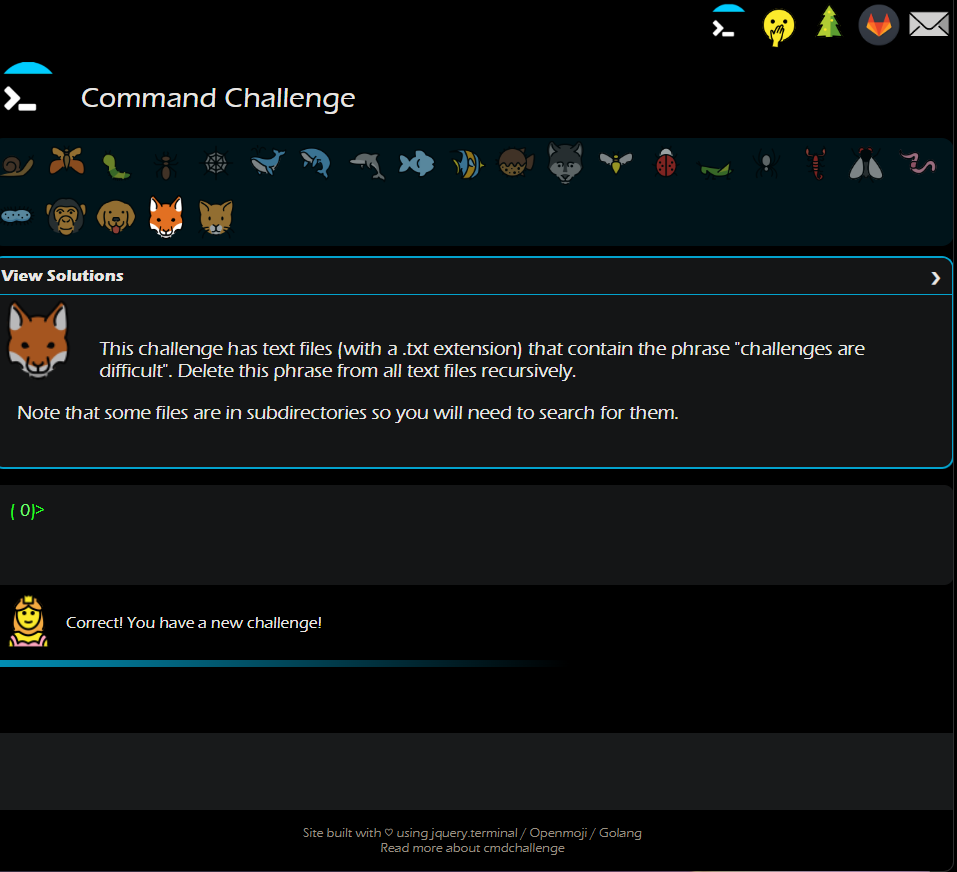 Command Challenge
View Solutions
This challenge has text files (with a .txt extension) that contain the phrase "challenges are
difficult". Delete this phrase from all text files recursively.
Note that some files are in subdirectories so you will need to search for them.
( 0)>
Correct! You have a new challenge!
Site built with ♡ using jquery.terminal / Openmoji / Golang
Read more about cmdchallenge